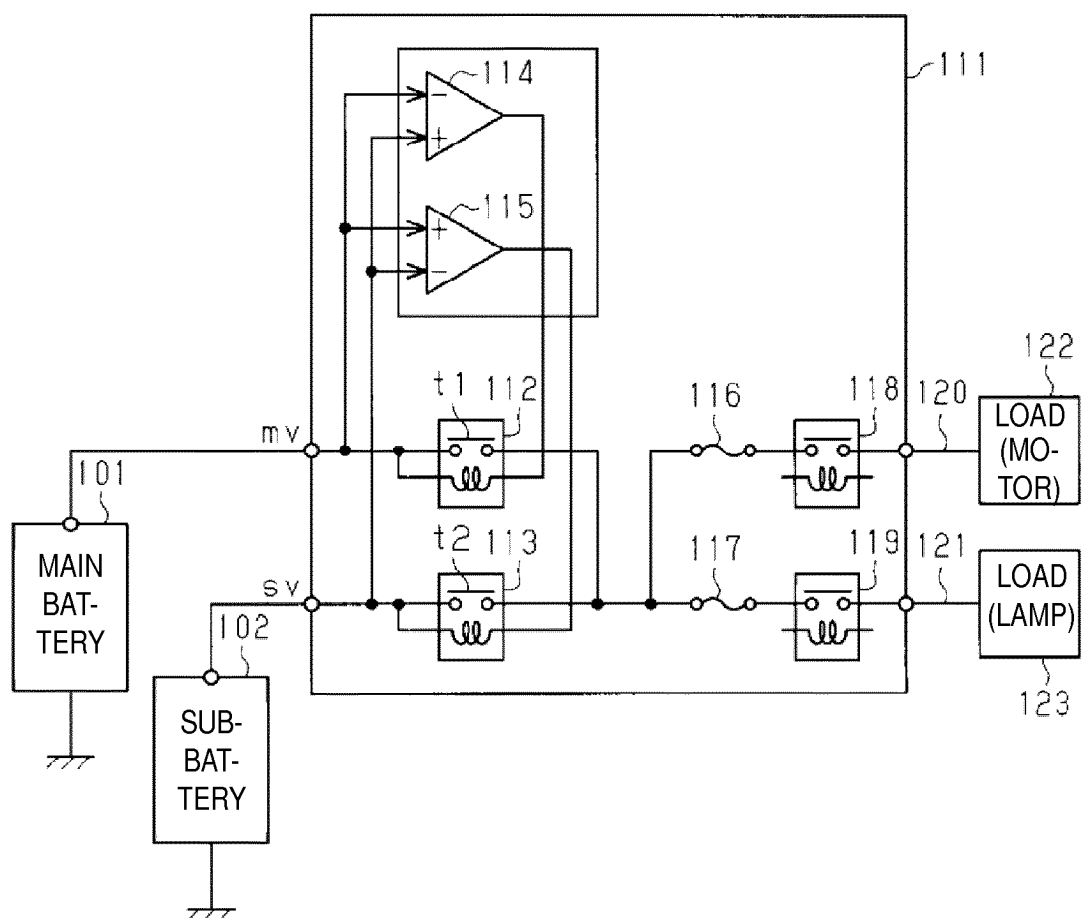 114
-
+
115
+
-
111
t1
112
116
118
120
122
LOAD
(MO-
TOR)
mv
101
MAIN
BAT-
TERY
t2
113
117
119
121
LOAD
(LAMP)
123
sv
102
SUB-
BAT-
TERY